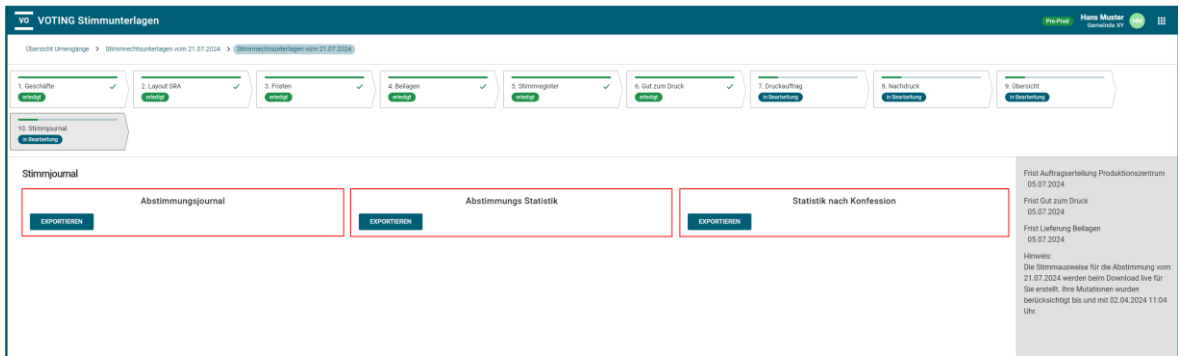 VO VOTING Stimmunterlagen
Pre-Prod
Hans Muster
Gemeinde XY
HM
Übersicht Urnengänge > Stimmrechtsunterlagen vom 21.07.2024 > Stimmrechtsunterlagen vom 21.07.2024
1. Geschäfte
erledigt
2. Layout SRA
erledigt
3. Fristen
erledigt
4. Beilagen
erledigt
5. Stimmregister
erledigt
6. Gut zum Druck
erledigt
7. Druckauftrag
in Bearbeitung
8. Nachdruck
in Bearbeitung
9. Übersicht
in Bearbeitung
10. Stimmjournal
in Bearbeitung
Stimmjournal
Abstimmungsjournal
EXPORTIEREN
Abstimmungs Statistik
EXPORTIEREN
Statistik nach Konfession
EXPORTIEREN
Frist Auftragserteilung Produktionszentrum
05.07.2024
Frist Gut zum Druck
05.07.2024
Frist Lieferung Beilagen
05.07.2024
Hinweis:
Die Stimmausweise für die Abstimmung vom
21.07.2024 werden beim Download live für
Sie erstellt. Ihre Mutationen wurden
berücksichtigt bis und mit 02.04.2024 11:04
Uhr.